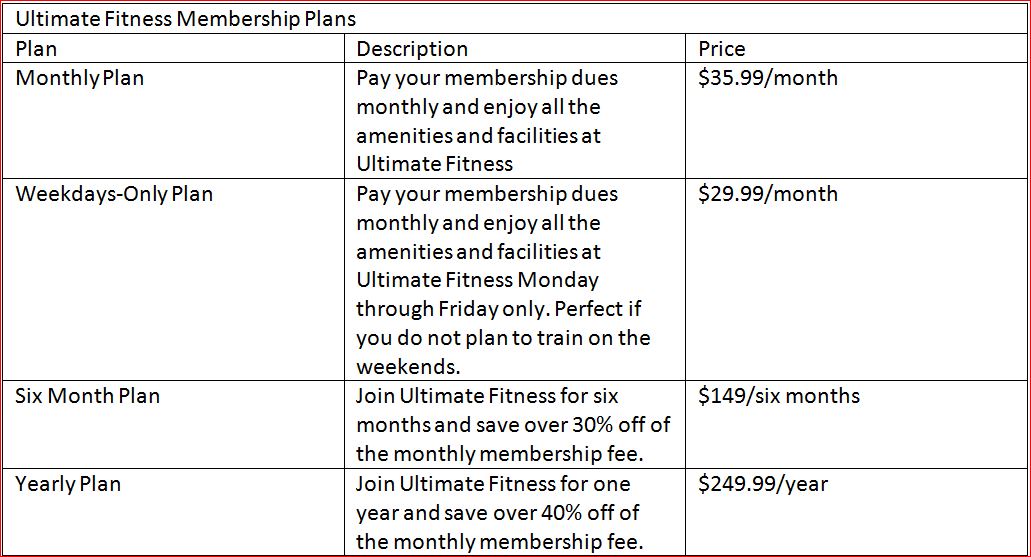 Ultimate Fitness Membership Plans
Plan Description Price
Monthly Plan Pay your membership dues $35.99/month
monthly and enjoy all the
amenities and facilities at
Ultimate Fitness
Weekdays-Only Plan Pay your membership dues $29.99/month
monthly and enjoy all the
amenities and facilities at
Ultimate Fitness Monday
through Friday only. Perfect if
you do not plan to train on the
weekends.
Six Month Plan Join Ultimate Fitness for six $149/six months
months and save over 30% off of
the monthly membership fee.
Yearly Plan Join Ultimate Fitness for one $249.99/year
year and save over 40% off of
the monthly membership fee.